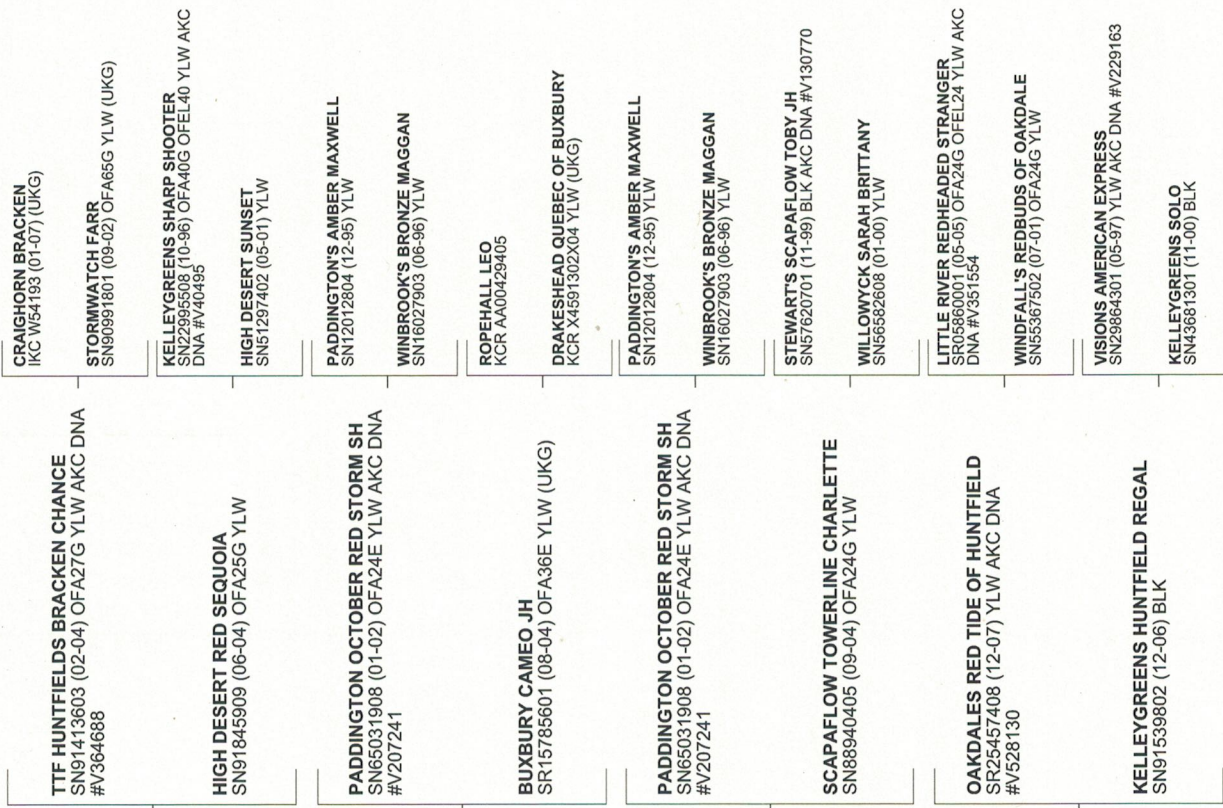 TTF HUNTFIELDS BRACKEN CHANCE
SN91413603 (02-04) OFA27G YLW AKC DNA
#V364688
HIGH DESERT RED SEQUOIA
SN91845909 (06-04) OFA25G YLW
PADDINGTON OCTOBER RED STORM SH
SN65031908 (01-02) OFA24E YLW AKC DNA
#V207241
BUXBURY CAMEO JH
SR15785601 (08-04) OFA36E YLW (UKG)
PADDINGTON OCTOBER RED STORM SH
SN65031908 (01-02) OFA24E YLW AKC DNA
#V207241
SCAPAFLOW TOWERLINE CHARLETTE
SN88940405 (09-04) OFA24G YLW
OAKDALES RED TIDE OF HUNTFIELD
SR25457408 (12-07) YLW AKC DNA
#V528130
KELLEYGREENS HUNTFIELD REGAL
SN91539802 (12-06) BLK
CRAIGHORN BRACKEN
IKC W54193 (01-07) (UKG)
STORMWATCH FARR
SN90991801 (09-02) OFA65G YLW (UKG)
KELLEYGREENS SHARP SHOOTER
SN22995508 (10-96) OFA40G OFEL40 YLW AKC
DNA #V40495
HIGH DESERT SUNSET
SN51297402 (05-01) YLW
PADDINGTON'S AMBER MAXWELL
SN12012804 (12-95) YLW
WINBROOK'S BRONZE MAGGAN
SN16027903 (06-96) YLW
ROPEHALL LEO
KCR AA00429405
DRAKESHEAD QUEBEC OF BUXBURY
KCR X4591302X04 YLW (UKG)
PADDINGTON'S AMBER MAXWELL
SN12012804 (12-95) YLW
WINBROOK'S BRONZE MAGGAN
SN16027903 (06-96) YLW
STEWART'S SCAPAFLOW TOBY JH
SN57620701 (11-99) BLK AKC DNA #V130770
WILLOWYCK SARAH BRITTANY
SN56582608 (01-00) YLW
LITTLE RIVER REDHEADED STRANGER
SR05860001 (05-05) OFA24G OFEL24 YLW AKC
DNA #V351554
WINDFALL'S REDBUDS OF OAKDALE
SN55367502 (07-01) OFA24G YLW
VISIONS AMERICAN EXPRESS
SN29864301 (05-97) YLW AKC DNA #V229163
KELLEYGREENS SOLO
SN43681301 (11-00) BLK